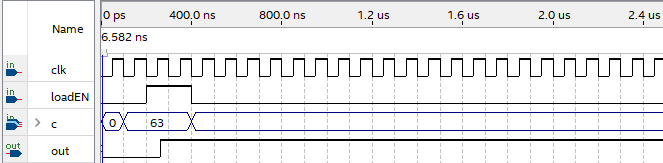 Name
0 ps 400.0 ns 800.0 ns 1.2 us 1.6 us 2.0 us 2.4 us
6.582 ns
in clk
in loadEN
in > c 0 63
out out